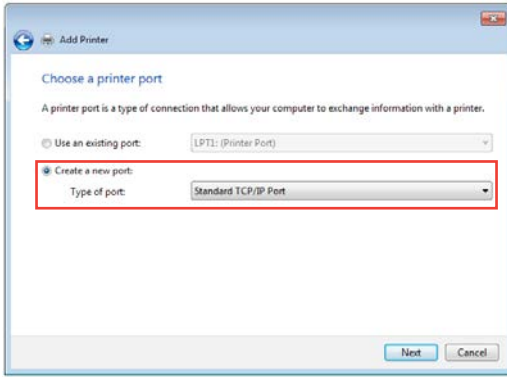 Add Printer
Choose a printer port
A printer port is a type of connection that allows your computer to exchange information with a printer.
Use an existing port: LPT1: (Printer Port)
Create a new port:
Type of port: Standard TCP/IP Port
Next Cancel